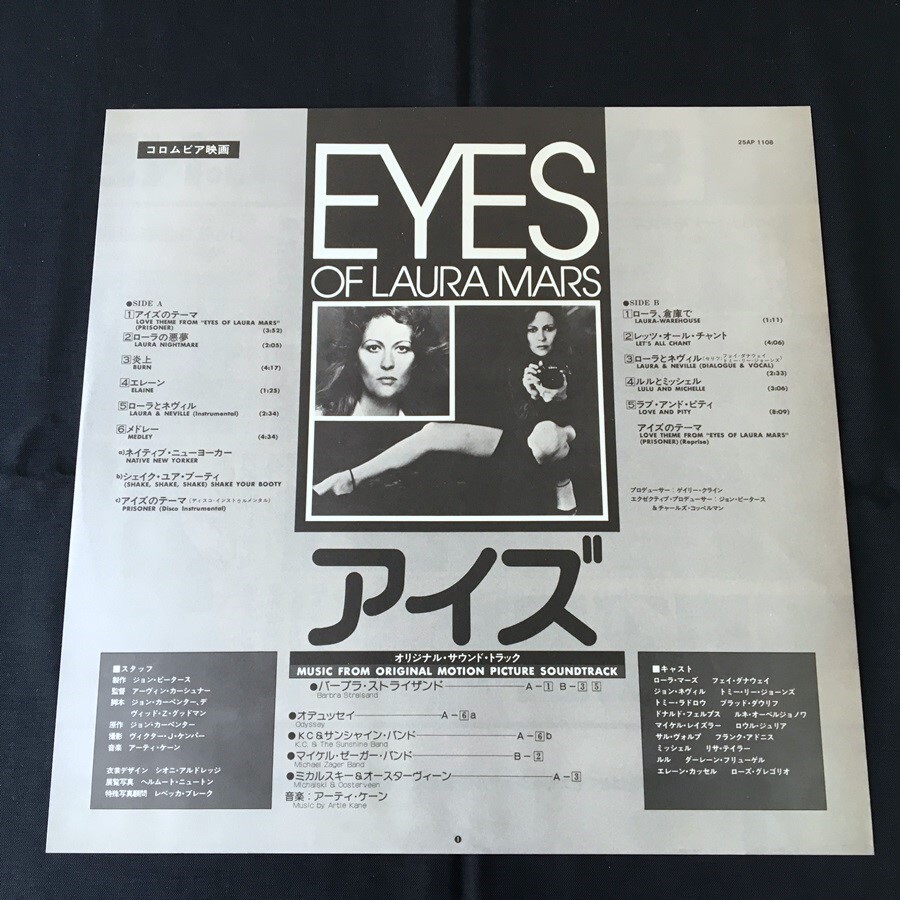 コロムビア映画
25AP 1108
EYES
OF LAURA MARS
●SIDE A
1 アイズのテーマ
LOVE THEME FROM "EYES OF LAURA MARS"
(PRISONER) (3:52)
2 ローラの悪夢
LAURA NIGHTMARE (2:05)
3 炎上
BURN (4:17)
4 エレーン
ELAINE (1:25)
5 ローラとネヴィル
LAURA & NEVILLE (Instrumental) (2:34)
6 メドレー
MEDLEY (4:34)
a) ネイティブ・ニューヨーカー
NATIVE NEW YORKER
b) シェイク・ユア・ブーティ
(SHAKE, SHAKE, SHAKE) SHAKE YOUR BOOTY
c) アイズのテーマ (ディスコ・インストゥルメンタル)
PRISONER (Disco Instrumental)
●SIDE B
1 ローラ、倉庫で
LAURA-WAREHOUSE (1:11)
2 レッツ・オール・チャント
LET'S ALL CHANT (4:06)
3 ローラとネヴィル (セリフ・フェイ・ダナウェイ トミー・リー・ジョーンズ)
LAURA & NEVILLE (DIALOGUE & VOCAL)
(2:33)
4 ルルとミッシェル
LULU AND MICHELLE (3:06)
5 ラブ・アンド・ピティ
LOVE AND PITY (8:09)
アイズのテーマ
LOVE THEME FROM "EYES OF LAURA MARS"
(PRISONER) (Reprise)
プロデューサー：ゲイリー・クライン
エクゼクティブ・プロデューサー：ジョン・ピータース
＆チャールズ・コッペルマン
アイズ
オリジナル・サウンド・トラック
MUSIC FROM ORIGINAL MOTION PICTURE SOUNDTRACK
●バーブラ・ストライザンド A-1 B-3 5
Barbra Streisand
●オデュッセイ A-6a
Odyssey
●KC&サンシャイン・バンド A-6b
K.C. & The Sunshine Band
●マイケル・ゼーガー・バンド B-2
Michael Zager Band
●ミカルスキー&オースターヴィーン A-3
Michalski & Oosterveen
音楽：アーティ・ケーン
Music by Artie Kane
■スタッフ
製作 ジョン・ピータース
監督 アーヴィン・カーシュナー
脚本 ジョン・カーペンター、デ
ヴィッド・Z・グッドマン
原作 ジョン・カーペンター
撮影 ヴィクター・J・ケンパー
音楽 アーティ・ケーン
衣裳デザイン シオニ・アルドレッジ
展覧写真 ヘルムート・ニュートン
特殊写真顧問 レベッカ・ブレーク
■キャスト
ローラ・マーズ フェイ・ダナウェイ
ジョン・ネヴィル トミー・リー・ジョーンズ
トミー・ラドロウ ブラッド・ダウリフ
ドナルド・フェルプス ルネ・オーベルジョノワ
マイケル・レイズラー ロウル・ジュリア
サル・ヴォルプ フランク・アドニス
ミッシェル リサ・テイラー
ルル ダーレーン・フリューゲル
エレーン・カッセル ローズ・グレゴリオ